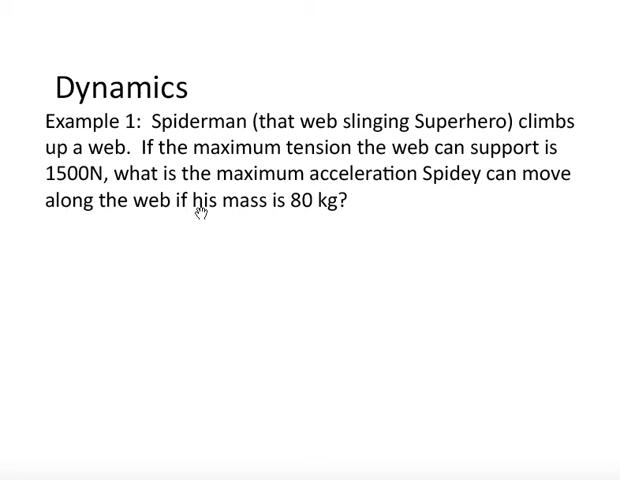 Dynamics
Example 1:  Spiderman (that web slinging Superhero) climbs
up a web.  If the maximum tension the web can support is
1500N, what is the maximum acceleration Spidey can move
along the web if his mass is 80 kg?